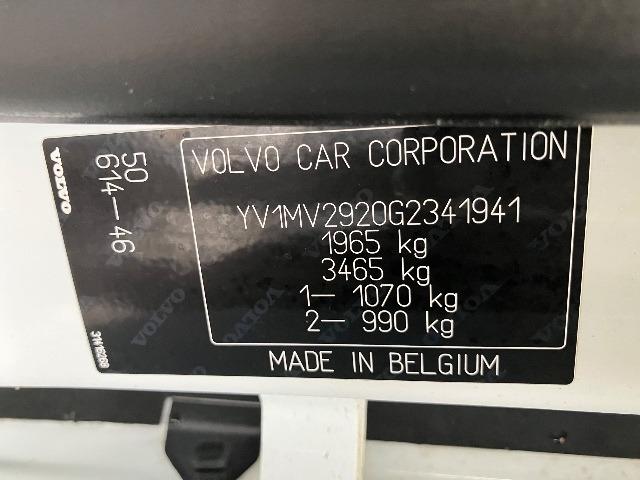 VOLVO
50
614-46
31416268
VOLVO CAR CORPORATION
YV1MV2920G2341941
1965 kg
3465 kg
1- 1070 kg
2- 990 kg
MADE IN BELGIUM